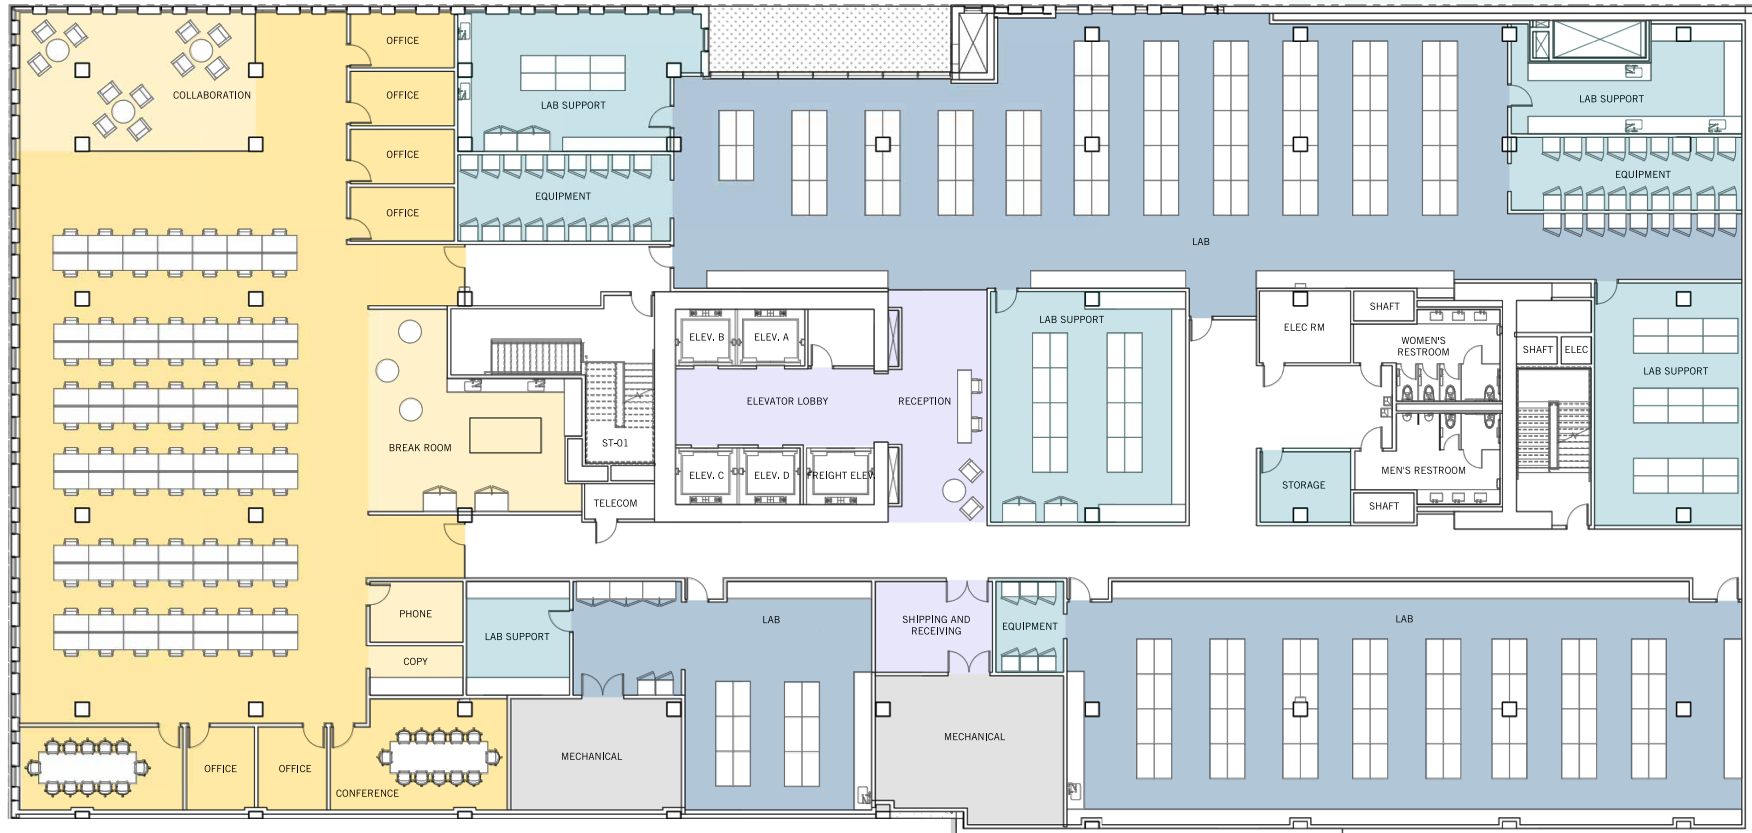 OFFICE
COLLABORATION
OFFICE
LAB SUPPORT
LAB SUPPORT
OFFICE
EQUIPMENT
EQUIPMENT
OFFICE
LAB
SHAFT
LAB SUPPORT
ELEC RM
ELEV. B
ELEV. A
WOMEN'S
RESTROOM
SHAFT
ELEC
LAB SUPPORT
ELEVATOR LOBBY
RECEPTION
BREAK ROOM
ST-01
MEN'S RESTROOM
ELEV. C
ELEV. D
FREIGHT ELEV.
STORAGE
TELECOM
SHAFT
PHONE
LAB SUPPORT
LAB
SHIPPING AND
RECEIVING
EQUIPMENT
LAB
COPY
MECHANICAL
MECHANICAL
OFFICE
OFFICE
CONFERENCE